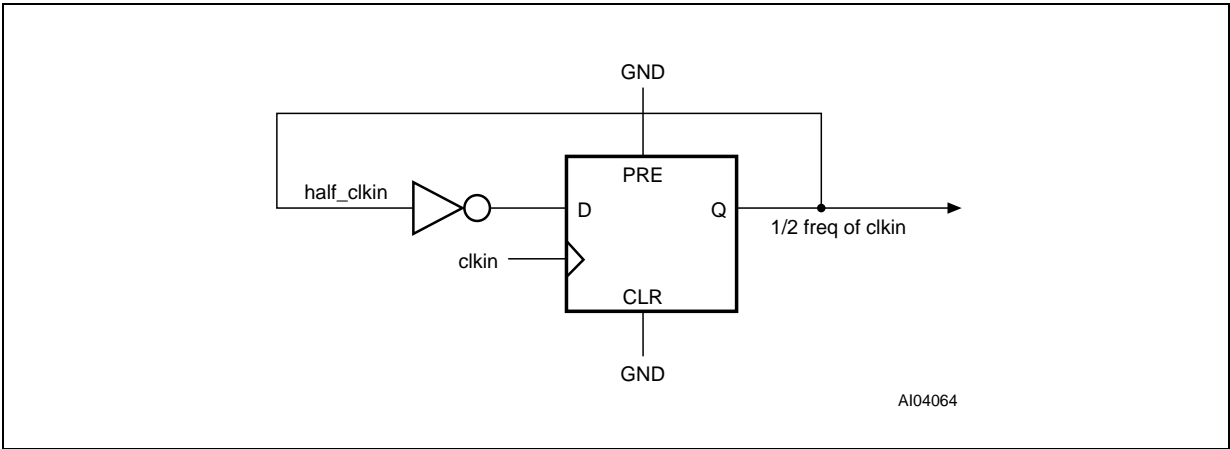 GND
PRE
half_clkin
D
Q
1/2 freq of clkin
clkin
CLR
GND
AI04064